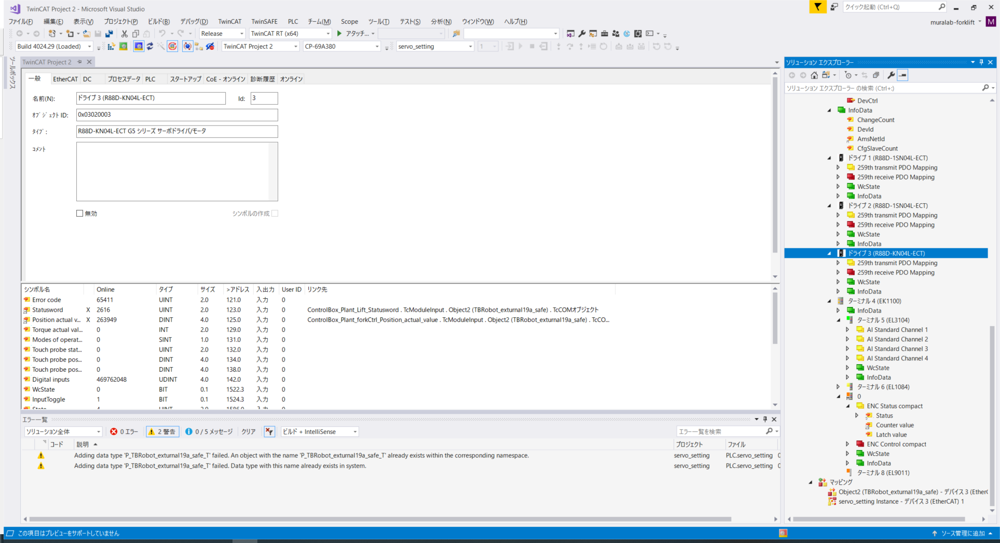 TwinCAT Project 2 - Microsoft Visual Studio
クイック起動 (Ctrl+Q)
ファイル(F) 編集(E) 表示(V) プロジェクト(P) ビルド(B) デバッグ(D) TwinCAT TwinSAFE PLC チーム(M) Scope ツール(T) テスト(S) 分析(N) ウィンドウ(W) ヘルプ(H)
muralab-forklift M
Release TwinCAT RT (x64) アタッチ...
Build 4024.29 (Loaded) TwinCAT Project 2 CP-69A380 servo_setting 1
ツールボックス
TwinCAT Project 2
一般 EtherCAT DC プロセスデータ PLC スタートアップ CoE - オンライン 診断履歴 オンライン
名前(N): ドライブ 3 (R88D-KN04L-ECT) Id: 3
オブジェクト ID: 0x03020003
タイプ: R88D-KN04L-ECT G5 シリーズ サーボドライバ/モータ
コメント
無効 シンボルの作成
シンボル名 Online タイプ サイズ >アドレス 入出力 User ID リンク先
Error code 65411 UINT 2.0 121.0 入力 0
Statusword X 2616 UINT 2.0 123.0 入力 0 ControlBox_Plant_Lift_Statusword . TcModuleInput . Object2 (TBRobot_exturnal19a_safe) . TcCOMオブジェクト
Position actual v... X 263949 DINT 4.0 125.0 入力 0 ControlBox_Plant_forkCtrl_Position_actual_value . TcModuleInput . Object2 (TBRobot_exturnal19a_safe) . TcCO...
Torque actual val... 0 INT 2.0 129.0 入力 0
Modes of operat... 0 SINT 1.0 131.0 入力 0
Touch probe stat... 0 UINT 2.0 132.0 入力 0
Touch probe pos... 0 DINT 4.0 134.0 入力 0
Touch probe pos... 0 DINT 4.0 138.0 入力 0
Digital inputs 469762048 UDINT 4.0 142.0 入力 0
WcState 0 BIT 0.1 1522.3 入力 0
InputToggle 1 BIT 0.1 1524.3 入力 0
State 4 UINT 2.0 1586.0 入力 0
エラー一覧
ソリューション全体 0 エラー 2 警告 0 / 5 メッセージ クリア ビルド + IntelliSense エラー一覧を検索
コード 説明 プロジェクト ファイル
Adding data type 'P_TBRobot_exturnal19a_safe_T' failed. An object with the name 'P_TBRobot_exturnal19a_safe_T' already exists within the corresponding namespace. servo_setting PLC.servo_setting 0
Adding data type 'P_TBRobot_exturnal19a_safe_T' failed. Data type with this name already exists in system. servo_setting PLC.servo_setting 0
ソリューション エクスプローラー
ソリューション エクスプローラー の検索 (Ctrl+:)
DevCtrl
InfoData
ChangeCount
DevId
AmsNetId
CfgSlaveCount
ドライブ 1 (R88D-1SN04L-ECT)
259th transmit PDO Mapping
259th receive PDO Mapping
WcState
InfoData
ドライブ 2 (R88D-1SN04L-ECT)
259th transmit PDO Mapping
259th receive PDO Mapping
WcState
InfoData
ドライブ 3 (R88D-KN04L-ECT)
259th transmit PDO Mapping
259th receive PDO Mapping
WcState
InfoData
ターミナル 4 (EK1100)
InfoData
ターミナル 5 (EL3104)
AI Standard Channel 1
AI Standard Channel 2
AI Standard Channel 3
AI Standard Channel 4
WcState
InfoData
ターミナル 6 (EL1084)
0
ENC Status compact
Status
Counter value
Latch value
ENC Control compact
WcState
InfoData
ターミナル 8 (EL9011)
マッピング
Object2 (TBRobot_exturnal19a_safe) - デバイス 3 (Ether
servo_setting Instance - デバイス 3 (EtherCAT) 1
この項目はプレビューをサポートしていません
ソース管理に追加